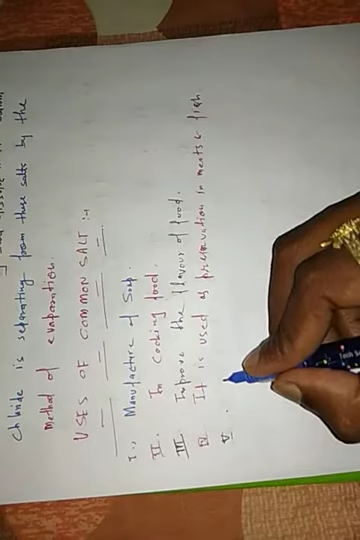 Chloride is separating from these salts by the
Method of evaporation.
USES OF COMMON SALT :-
I., Manufacture of Soap.
II. In Cooking food.
III. Improve the flavour of food.
IV It is used as preservation in meats & fish.
V.